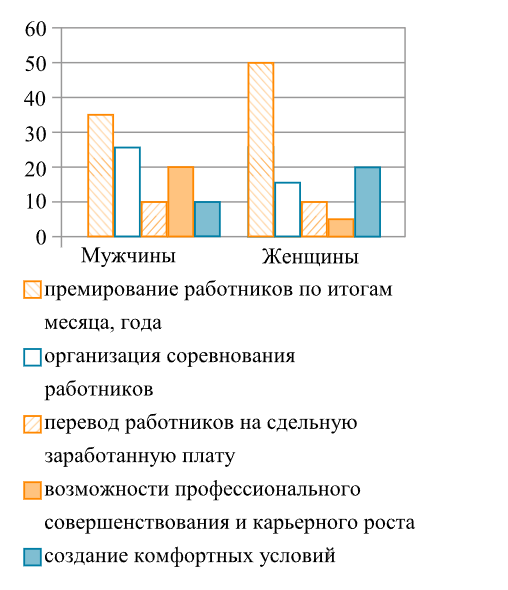 60
50
40
30
20
10
0
Мужчины Женщины
премирование работников по итогам
месяца, года
организация соревнования
работников
перевод работников на сдельную
заработанную плату
возможности профессионального
совершенствования и карьерного роста
создание комфортных условий